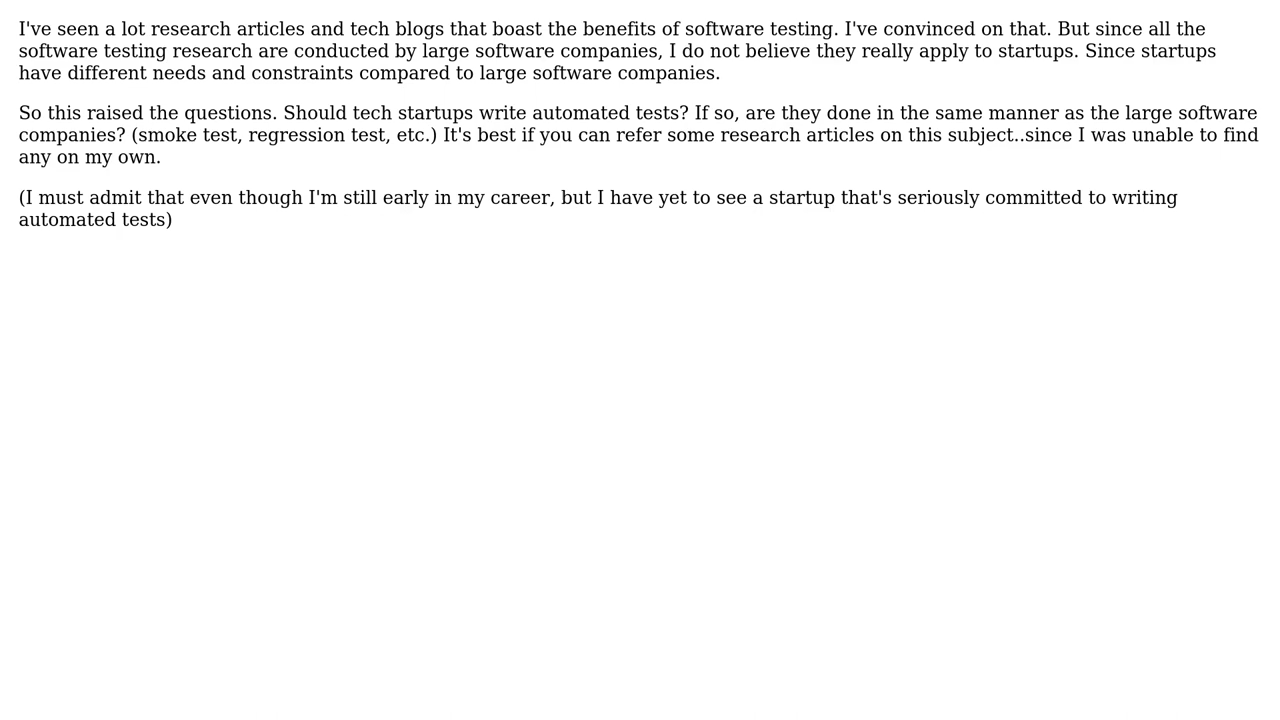 I've seen a lot research articles and tech blogs that boast the benefits of software testing. I've convinced on that. But since all the
software testing research are conducted by large software companies, I do not believe they really apply to startups. Since startups
have different needs and constraints compared to large software companies.
So this raised the questions. Should tech startups write automated tests? If so, are they done in the same manner as the large software
companies? (smoke test, regression test, etc.) It's best if you can refer some research articles on this subject..since I was unable to find
any on my own.
(I must admit that even though I'm still early in my career, but I have yet to see a startup that's seriously committed to writing
automated tests)